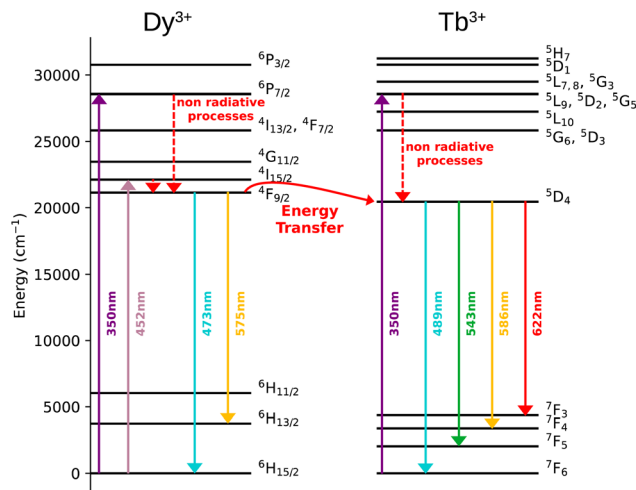 Dy³⁺
Tb³⁺
Energy (cm⁻¹)
30000
25000
20000
15000
10000
5000
0
⁶P₃/₂
⁶P₇/₂
⁴I₁₃/₂, ⁴F₇/₂
⁴G₁₁/₂
⁴I₁₅/₂
⁴F₉/₂
⁶H₁₁/₂
⁶H₁₃/₂
⁶H₁₅/₂
non radiative
processes
350nm
452nm
473nm
575nm
Energy
Transfer
⁵H₇
⁵D₁
⁵L₇,₈, ⁵G₃
⁵L₉, ⁵D₂, ⁵G₅
⁵L₁₀
⁵G₆, ⁵D₃
⁵D₄
⁷F₃
⁷F₄
⁷F₅
⁷F₆
non radiative
processes
350nm
489nm
543nm
586nm
622nm